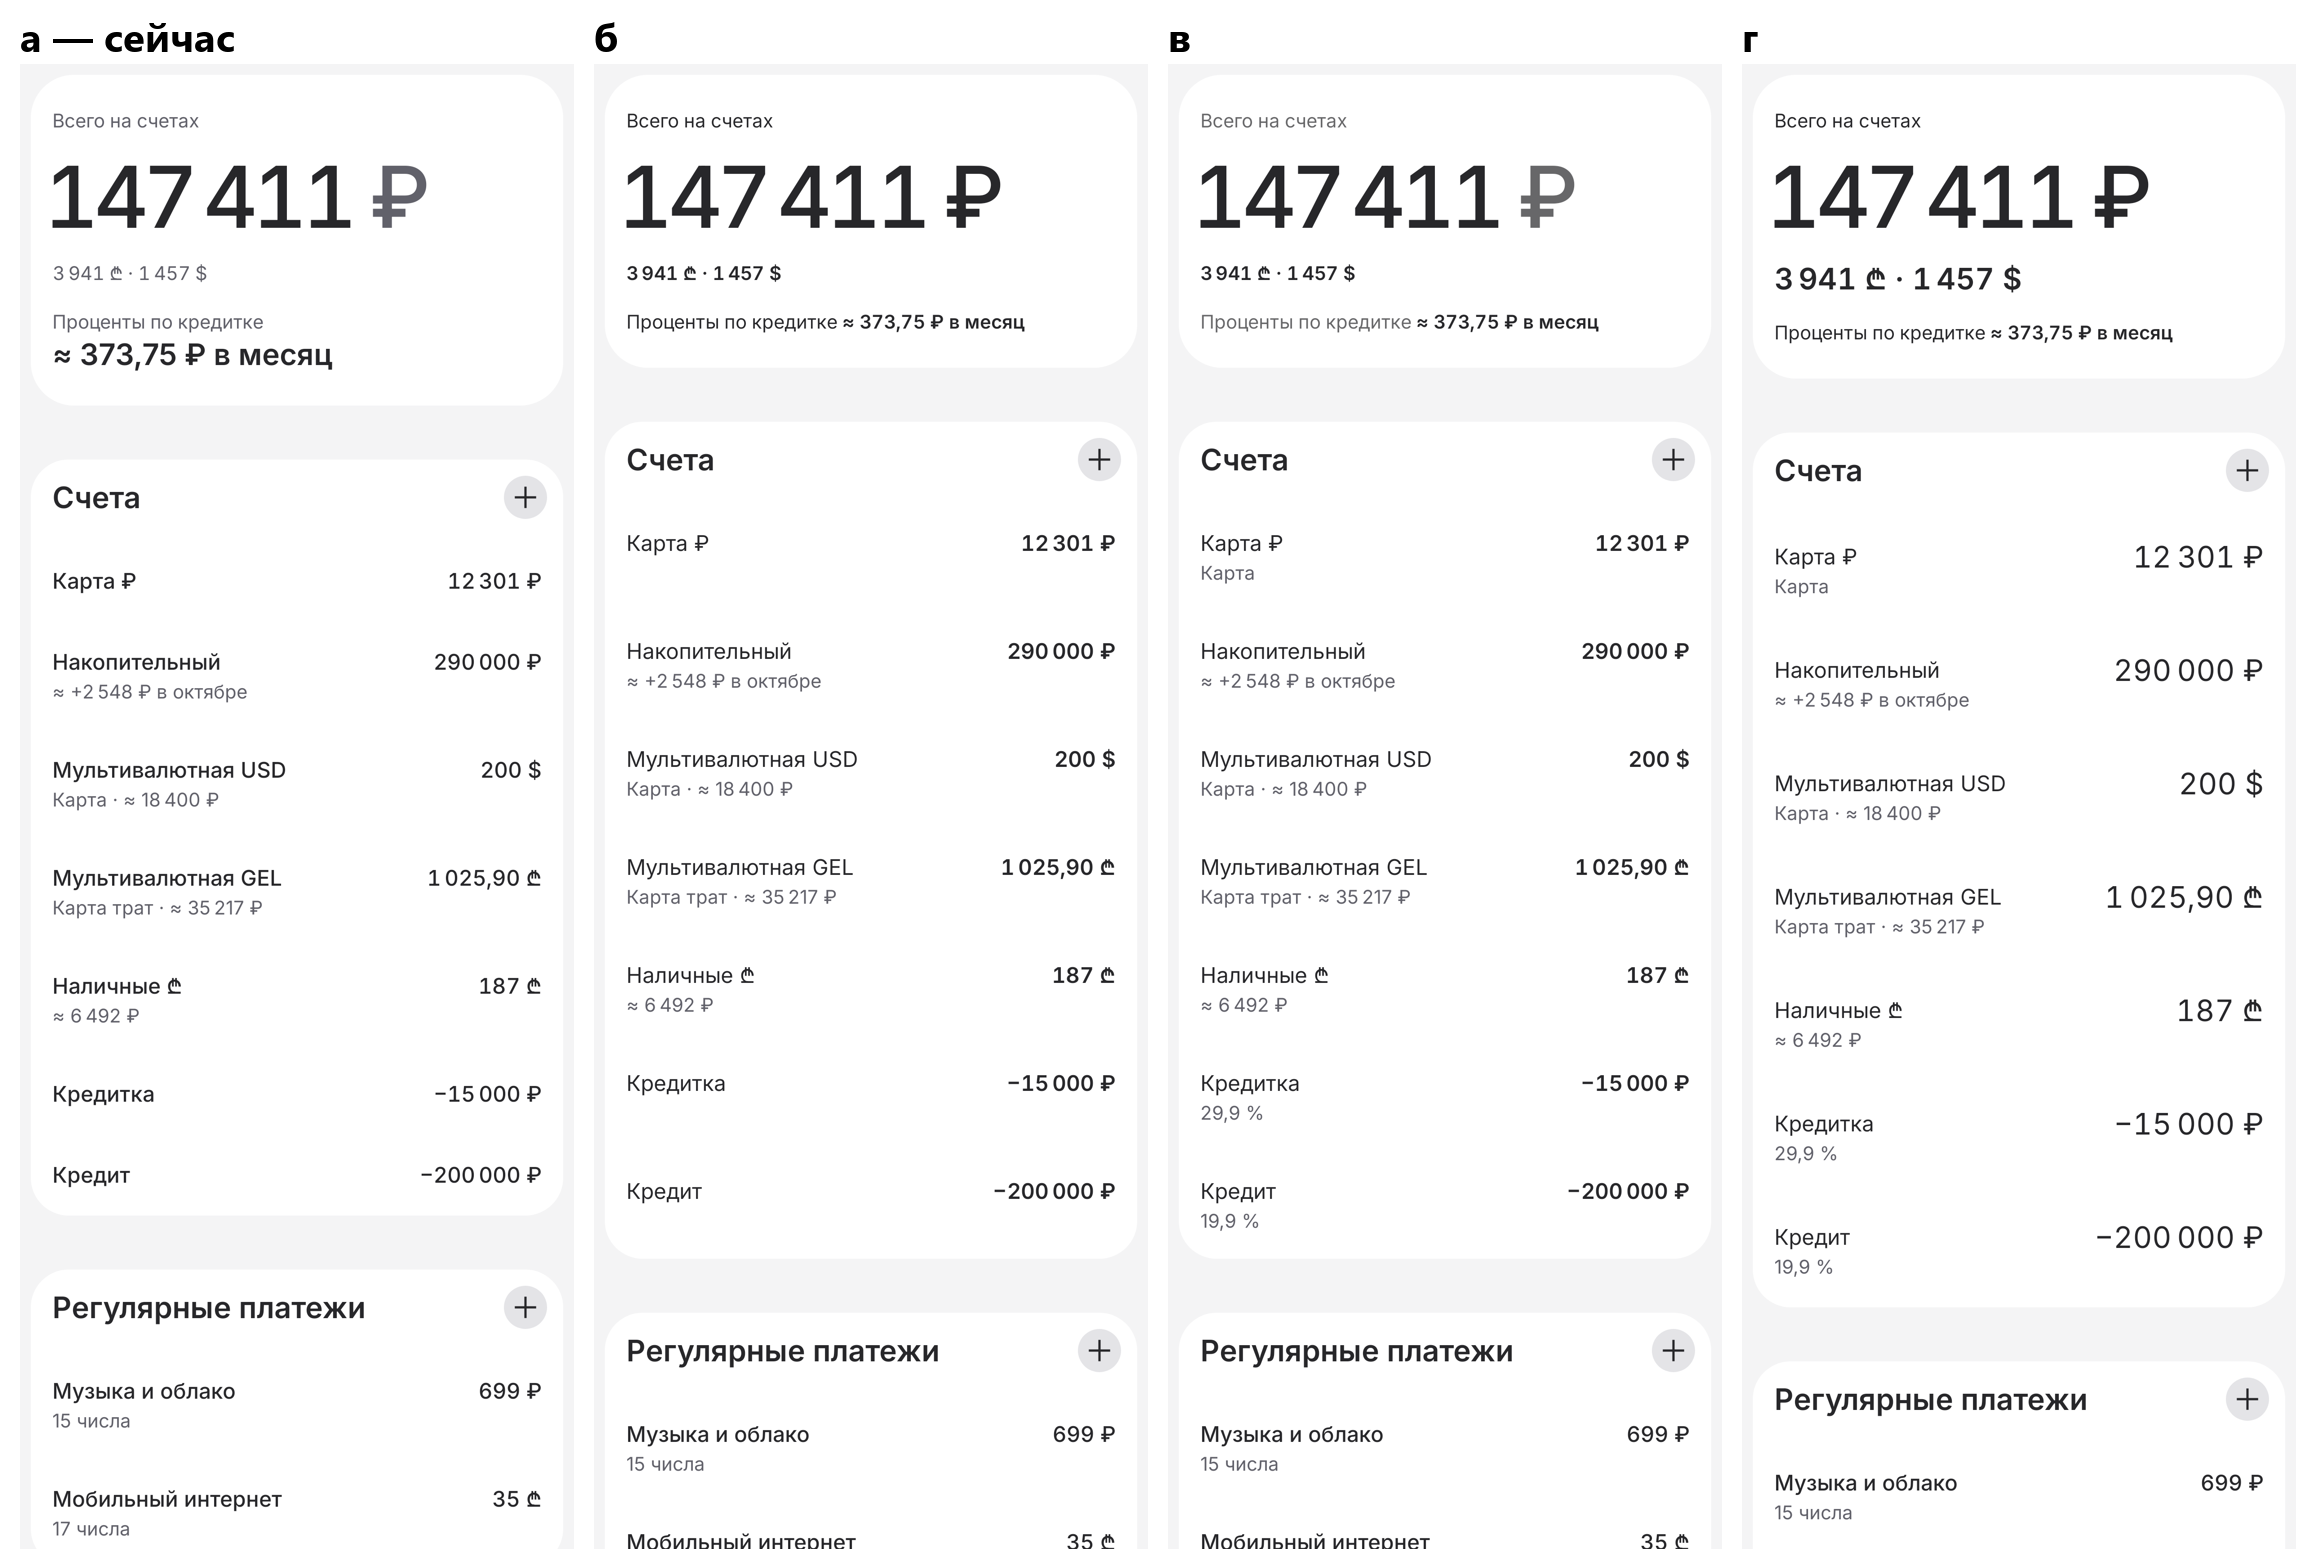 а — сейчас
Всего на счетах
147 411 ₽
3 941 ₾ · 1 457 $
Проценты по кредитке
≈ 373,75 ₽ в месяц
Счета
Карта ₽ 12 301 ₽
Накопительный 290 000 ₽
≈ +2 548 ₽ в октябре
Мультивалютная USD 200 $
Карта · ≈ 18 400 ₽
Мультивалютная GEL 1 025,90 ₾
Карта трат · ≈ 35 217 ₽
Наличные ₾ 187 ₾
≈ 6 492 ₽
Кредитка −15 000 ₽
Кредит −200 000 ₽
Регулярные платежи
Музыка и облако 699 ₽
15 числа
Мобильный интернет 35 ₾
17 числа
б
Всего на счетах
147 411 ₽
3 941 ₾ · 1 457 $
Проценты по кредитке ≈ 373,75 ₽ в месяц
Счета
Карта ₽ 12 301 ₽
Накопительный 290 000 ₽
≈ +2 548 ₽ в октябре
Мультивалютная USD 200 $
Карта · ≈ 18 400 ₽
Мультивалютная GEL 1 025,90 ₾
Карта трат · ≈ 35 217 ₽
Наличные ₾ 187 ₾
≈ 6 492 ₽
Кредитка −15 000 ₽
Кредит −200 000 ₽
Регулярные платежи
Музыка и облако 699 ₽
15 числа
Мобильный интернет 35 ₾
в
Всего на счетах
147 411 ₽
3 941 ₾ · 1 457 $
Проценты по кредитке ≈ 373,75 ₽ в месяц
Счета
Карта ₽ 12 301 ₽
Карта
Накопительный 290 000 ₽
≈ +2 548 ₽ в октябре
Мультивалютная USD 200 $
Карта · ≈ 18 400 ₽
Мультивалютная GEL 1 025,90 ₾
Карта трат · ≈ 35 217 ₽
Наличные ₾ 187 ₾
≈ 6 492 ₽
Кредитка −15 000 ₽
29,9 %
Кредит −200 000 ₽
19,9 %
Регулярные платежи
Музыка и облако 699 ₽
15 числа
Мобильный интернет 35 ₾
г
Всего на счетах
147 411 ₽
3 941 ₾ · 1 457 $
Проценты по кредитке ≈ 373,75 ₽ в месяц
Счета
Карта ₽ 12 301 ₽
Карта
Накопительный 290 000 ₽
≈ +2 548 ₽ в октябре
Мультивалютная USD 200 $
Карта · ≈ 18 400 ₽
Мультивалютная GEL 1 025,90 ₾
Карта трат · ≈ 35 217 ₽
Наличные ₾ 187 ₾
≈ 6 492 ₽
Кредитка −15 000 ₽
29,9 %
Кредит −200 000 ₽
19,9 %
Регулярные платежи
Музыка и облако 699 ₽
15 числа